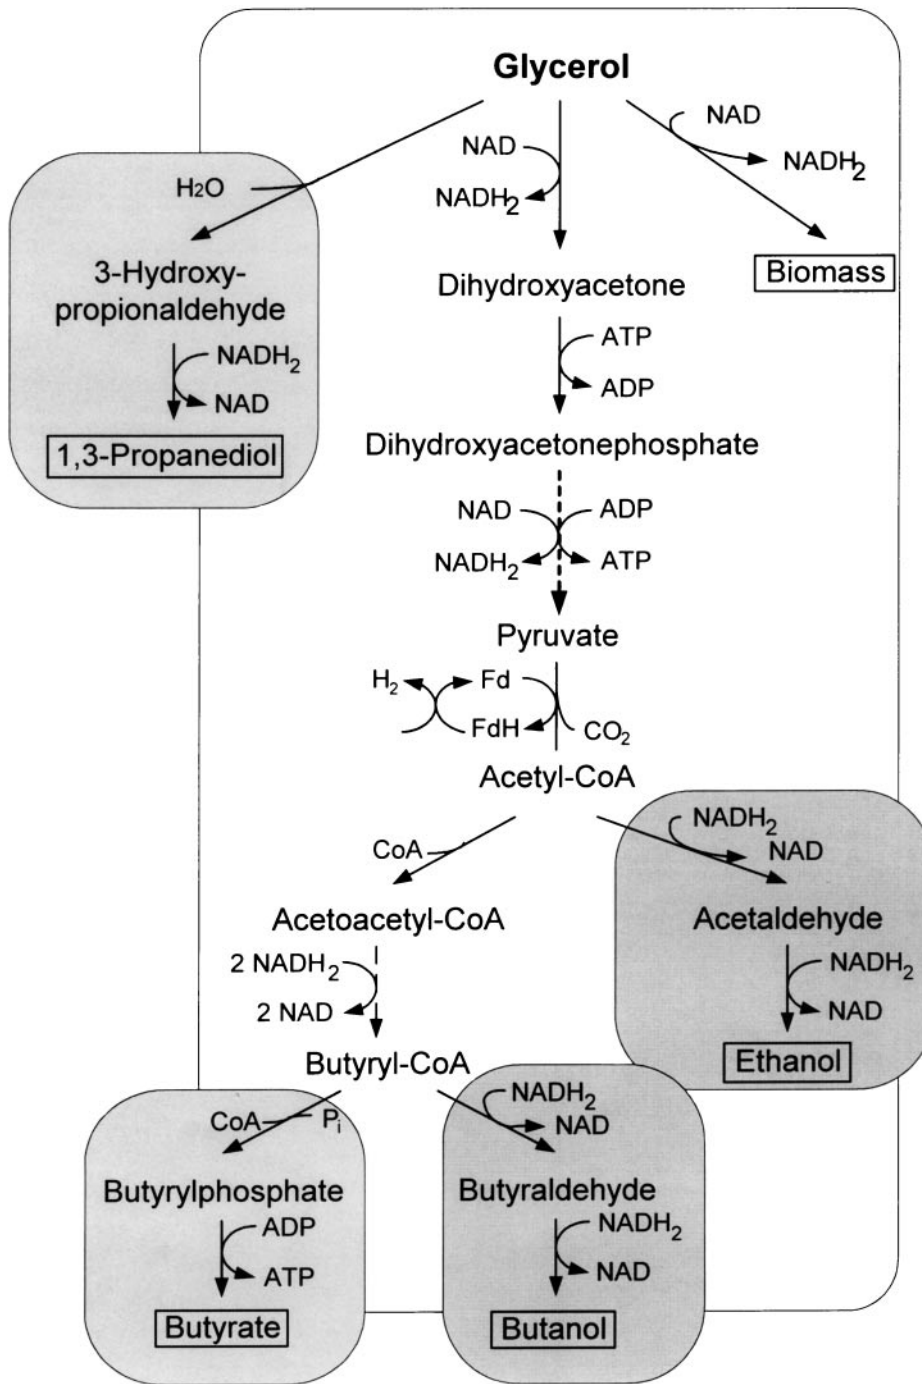 Glycerol
NAD
NADH2
NAD
NADH2
H2O
3-Hydroxy-
propionaldehyde
NADH2
NAD
1,3-Propanediol
Biomass
Dihydroxyacetone
ATP
ADP
Dihydroxyacetonephosphate
NAD
ADP
NADH2
ATP
Pyruvate
H2
Fd
FdH
CO2
Acetyl-CoA
CoA
NADH2
NAD
Acetoacetyl-CoA
Acetaldehyde
2 NADH2
2 NAD
NADH2
NAD
Butyryl-CoA
Ethanol
CoA
Pi
NADH2
NAD
Butyrylphosphate
Butyraldehyde
ADP
ATP
NADH2
NAD
Butyrate
Butanol